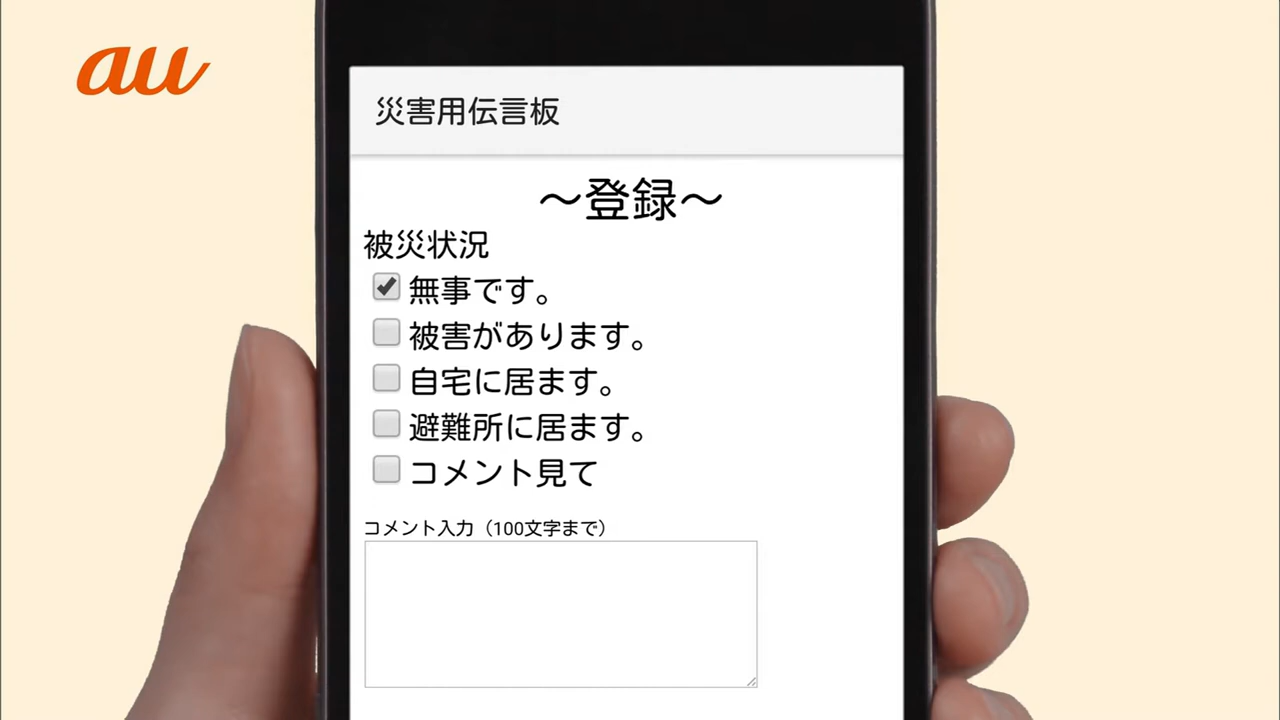 au
災害用伝言板
～登録～
被災状況
無事です。
被害があります。
自宅に居ます。
避難所に居ます。
コメント見て
コメント入力（100文字まで）